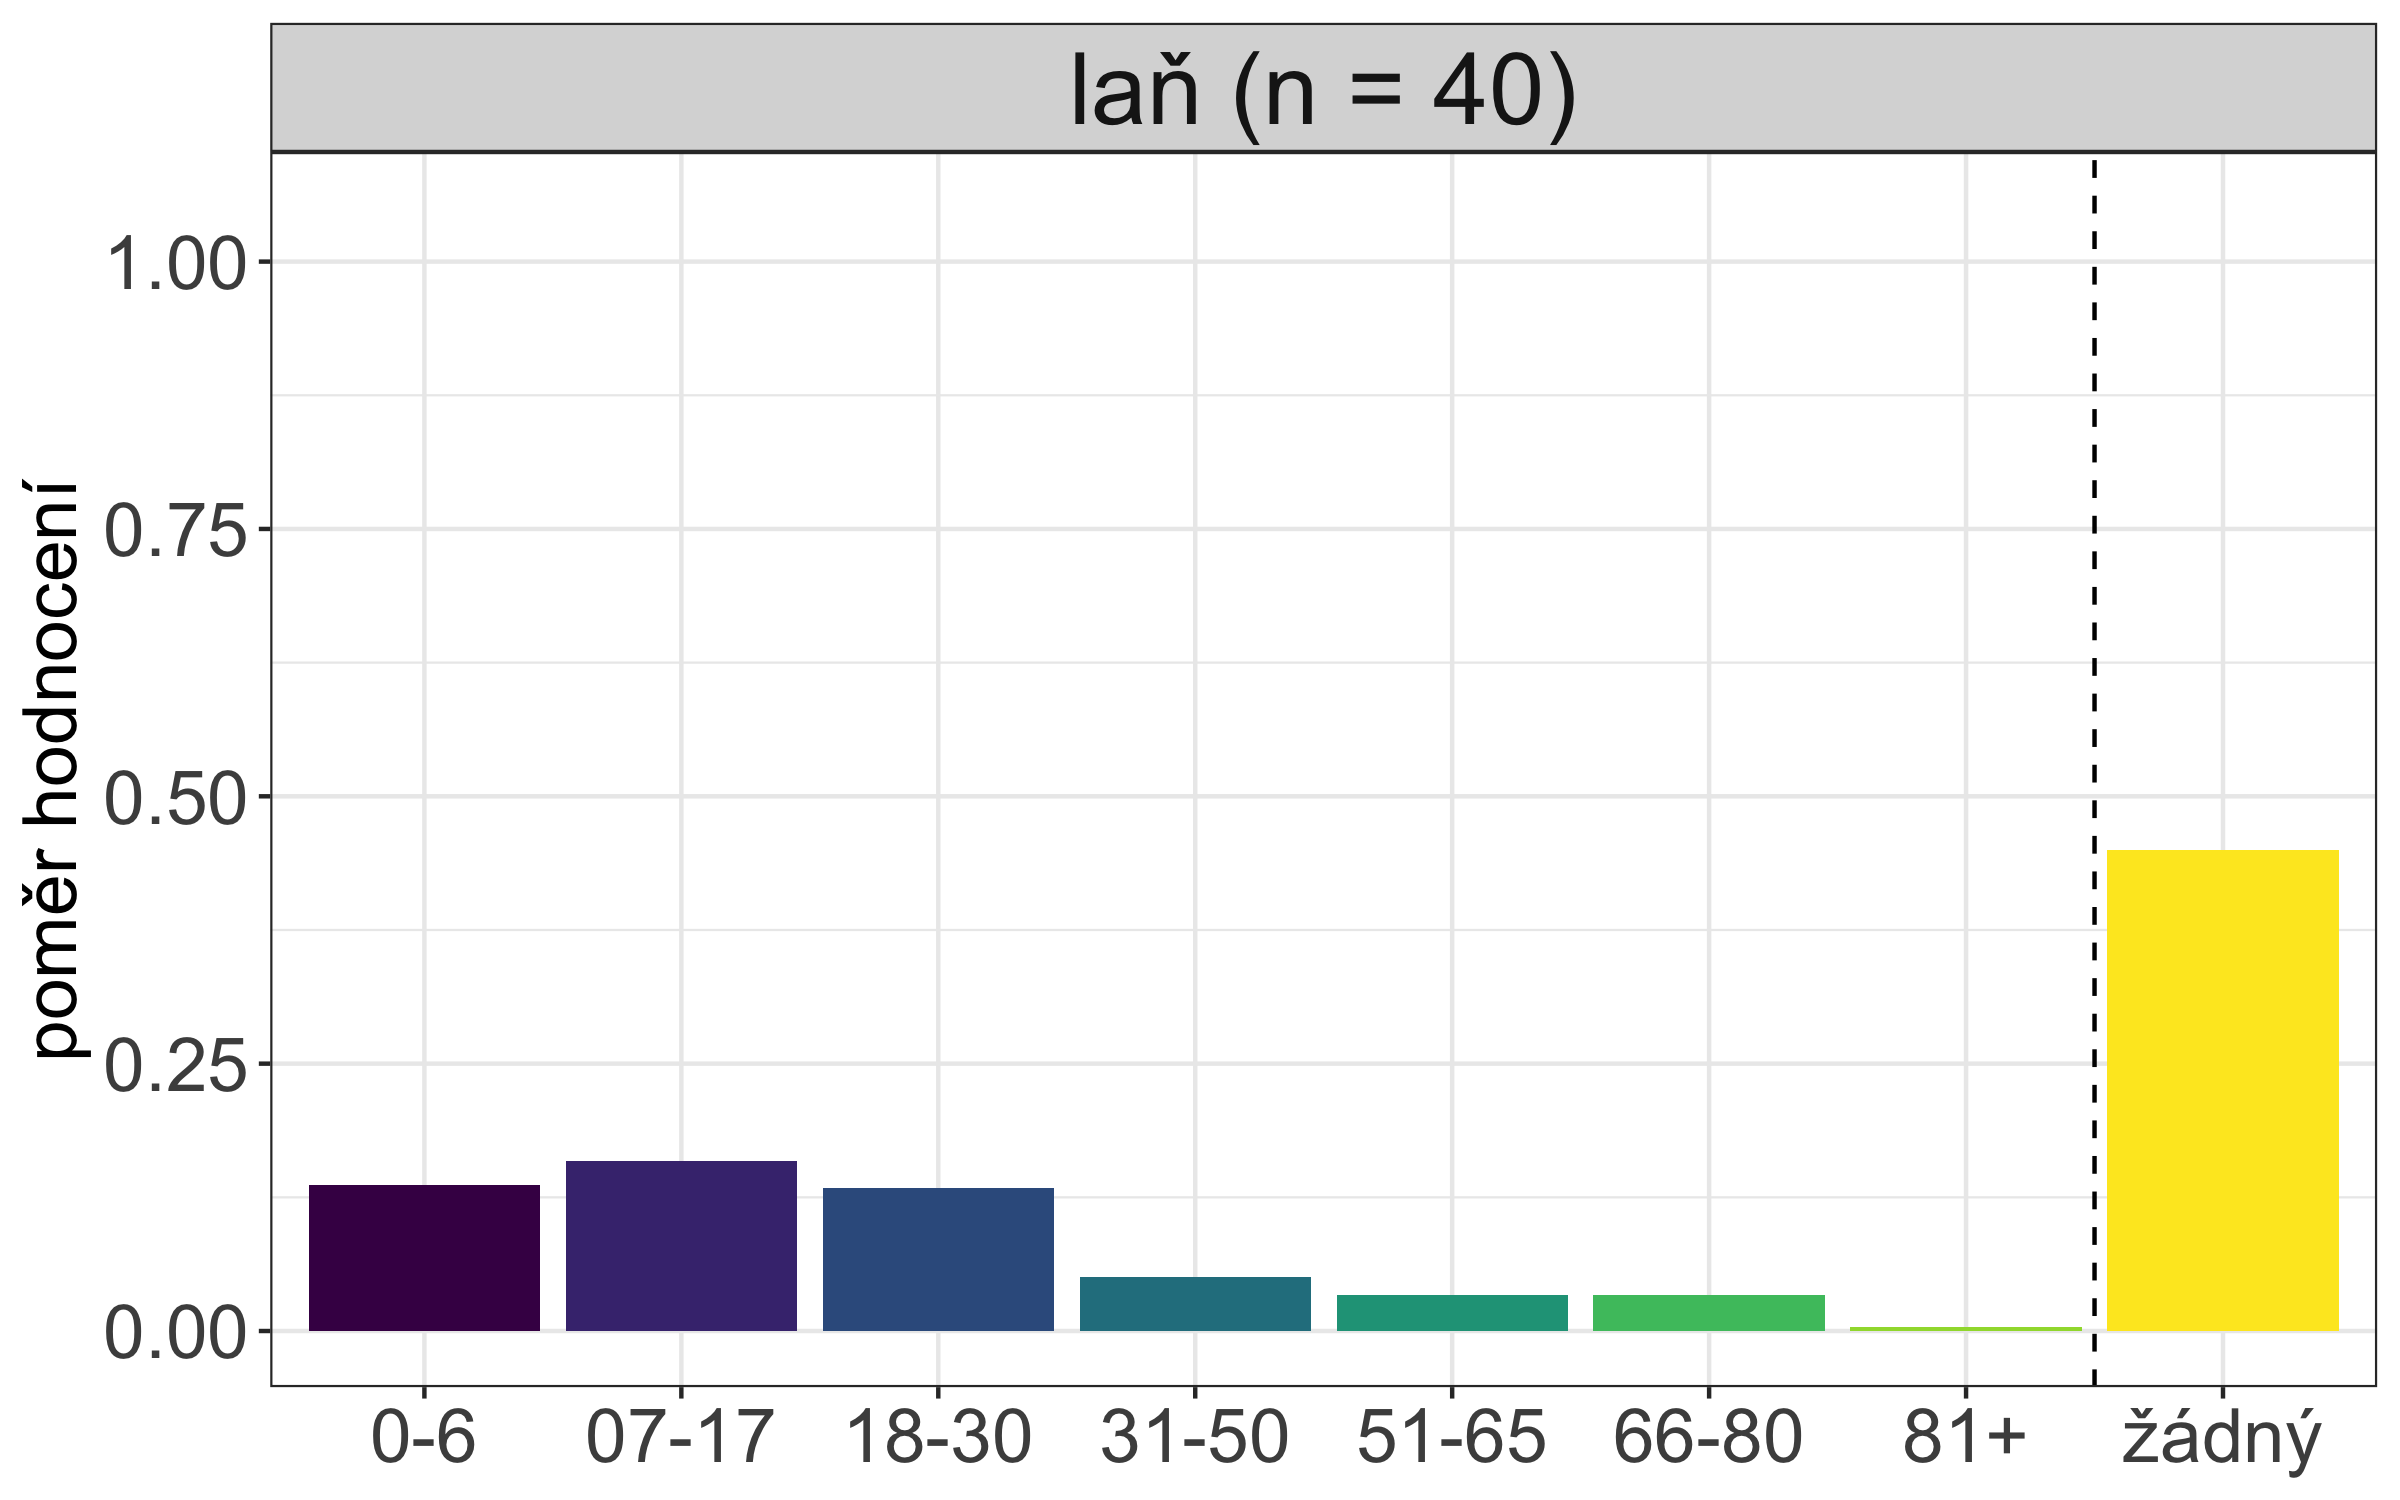 laň (n = 40)
poměr hodnocení
1.00
0.75
0.50
0.25
0.00
0-6 07-17 18-30 31-50 51-65 66-80 81+ žádný